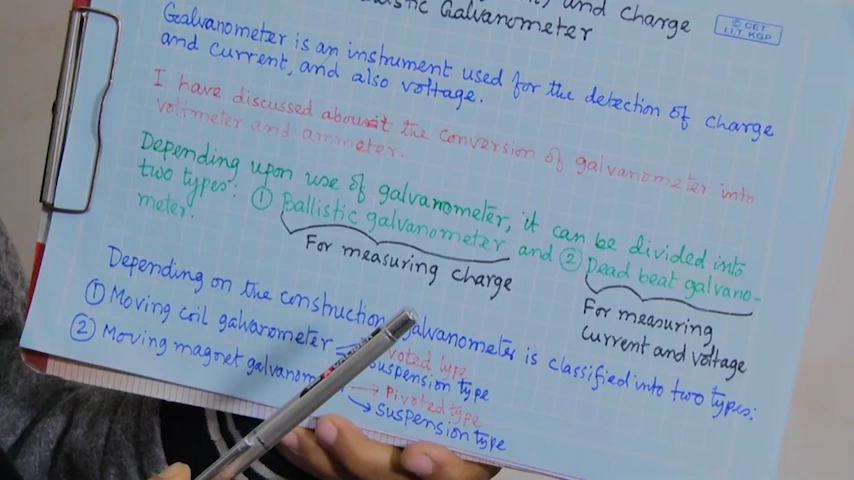 and charge
Ballistic Galvanometer
© CET
I.I.T. KGP
Galvanometer is an instrument used for the detection of charge
and current, and also voltage.
I have discussed about the conversion of galvanometer into
voltmeter and ammeter.
Depending upon use of galvanometer, it can be divided into
two types: ① Ballistic galvanometer and ② Dead beat galvano-
meter.
For measuring charge
For measuring
current and voltage
Depending on the construction galvanometer is classified into two types:
① Moving coil galvanometer
→ Suspension type
② Moving magnet
→ Pivoted type
→ Suspension type